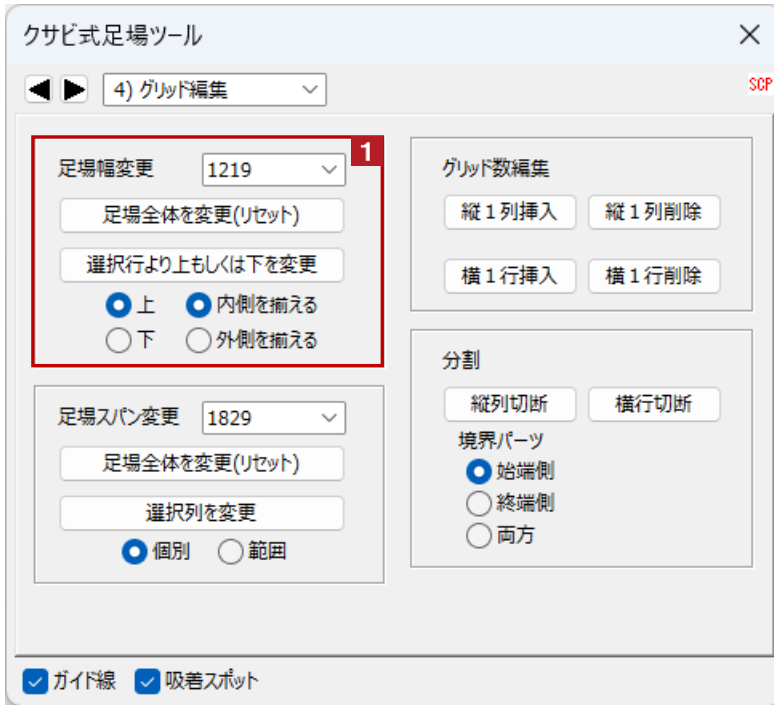 クサビ式足場ツール
4) グリッド編集
SCP
足場幅変更 1219
1
足場全体を変更(リセット)
選択行より上もしくは下を変更
上 内側を揃える
下 外側を揃える
足場スパン変更 1829
足場全体を変更(リセット)
選択列を変更
個別 範囲
グリッド数編集
縦１列挿入 縦１列削除
横１行挿入 横１行削除
分割
縦列切断 横行切断
境界パーツ
始端側
終端側
両方
ガイド線 吸着スポット